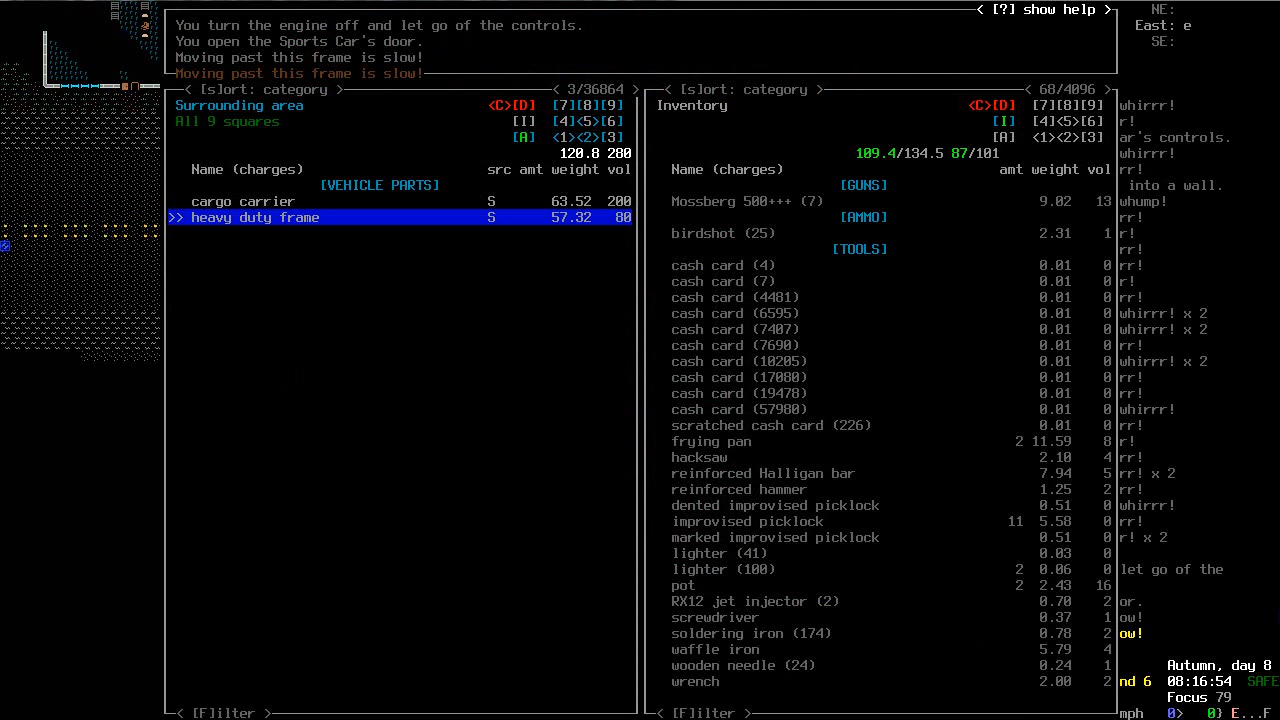 < [?] show help >
You turn the engine off and let go of the controls.
You open the Sports Car's door.
Moving past this frame is slow!
Moving past this frame is slow!
NE:
East: e
SE:
< [s]ort: category > < 3/36864 >
Surrounding area <C>[D] [7][8][9]
All 9 squares [I] [4]<5>[6]
[A] <1><2>[3]
120.8 280
Name (charges) src amt weight vol
[VEHICLE PARTS]
cargo carrier S 63.52 200
>> heavy duty frame S 57.32 80
< [F]ilter >
< [s]ort: category > < 68/4096 >
Inventory <C>[D] [7][8][9]
[I] [4]<5>[6]
[A] <1><2>[3]
109.4/134.5 87/101
Name (charges) amt weight vol
[GUNS]
Mossberg 500+++ (7) 9.02 13
[AMMO]
birdshot (25) 2.31 1
[TOOLS]
cash card (4) 0.01 0
cash card (7) 0.01 0
cash card (4481) 0.01 0
cash card (6595) 0.01 0
cash card (7407) 0.01 0
cash card (7690) 0.01 0
cash card (10205) 0.01 0
cash card (17080) 0.01 0
cash card (19478) 0.01 0
cash card (57980) 0.01 0
scratched cash card (226) 0.01 0
frying pan 2 11.59 8
hacksaw 2.10 4
reinforced Halligan bar 7.94 5
reinforced hammer 1.25 2
dented improvised picklock 0.51 0
improvised picklock 11 5.58 0
marked improvised picklock 0.51 0
lighter (41) 0.03 0
lighter (100) 2 0.06 0
pot 2 2.43 16
RX12 jet injector (2) 0.70 2
screwdriver 0.37 1
soldering iron (174) 0.78 2
waffle iron 5.79 4
wooden needle (24) 0.24 1
wrench 2.00 2
< [F]ilter >
whirrr!
r!
ar's controls.
whirrr!
rr!
into a wall.
whump!
rr!
r!
rr!
rr!
r!
rr!
whirrr! x 2
whirrr! x 2
rr!
whirrr! x 2
rr!
rr!
whirrr!
rr!
r!
rr!
rr! x 2
rr!
whirrr!
rr!
r! x 2
let go of the
or.
ow!
ow!
Autumn, day 8
nd 6 08:16:54 SAFE
Focus 79
mph 0> 0} E...F